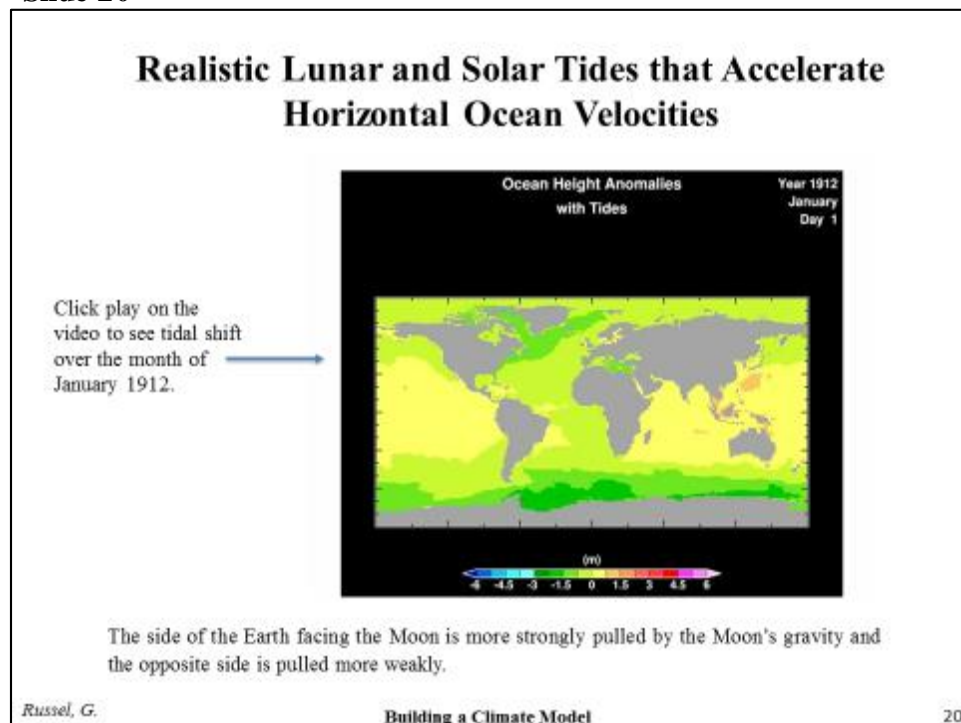 Slide 20
Realistic Lunar and Solar Tides that Accelerate
Horizontal Ocean Velocities
Ocean Height Anomalies
with Tides
Year 1912
January
Day 1
Click play on the
video to see tidal shift
over the month of
January 1912.
(m)
-6 -4.5 -3 -1.5 0 1.5 3 4.5 6
The side of the Earth facing the Moon is more strongly pulled by the Moon's gravity and
the opposite side is pulled more weakly.
Russel, G.
Building a Climate Model
20